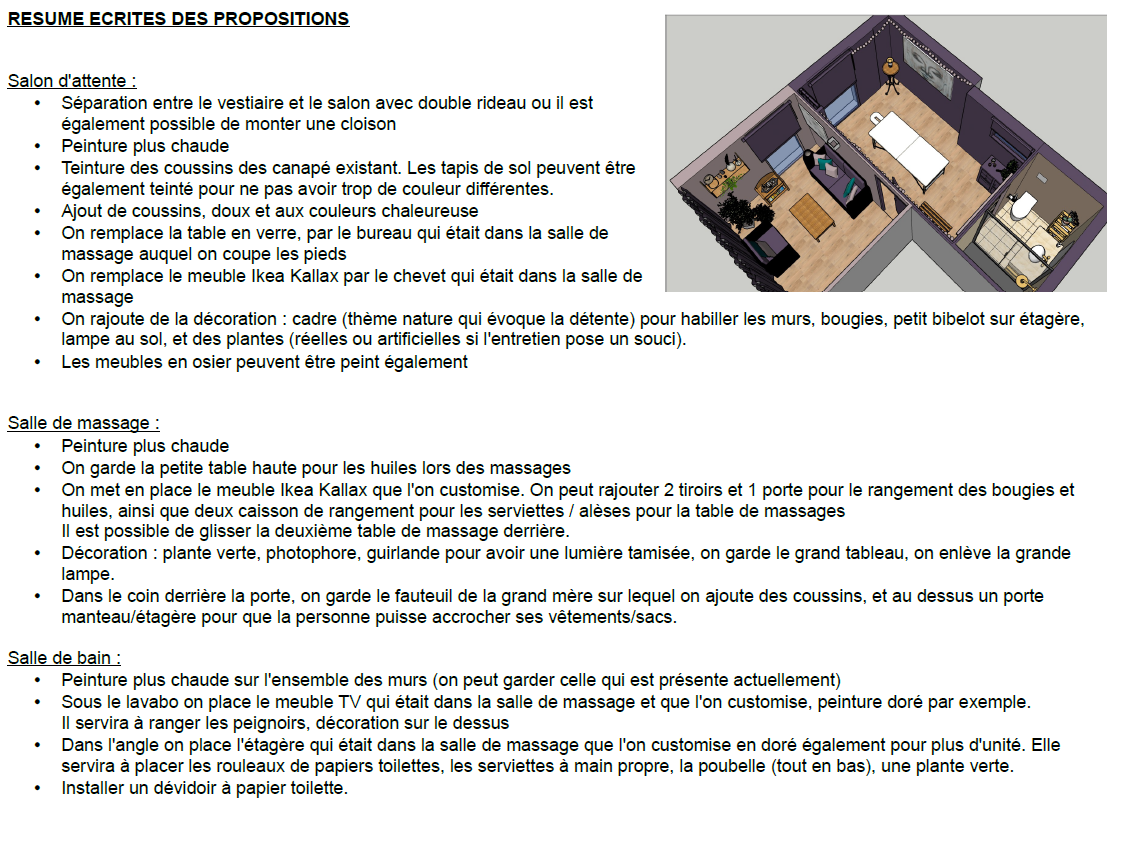 RESUME ECRITES DES PROPOSITIONS
Salon d'attente :
• Séparation entre le vestiaire et le salon avec double rideau ou il est
également possible de monter une cloison
• Peinture plus chaude
• Teinture des coussins des canapé existant. Les tapis de sol peuvent être
également teinté pour ne pas avoir trop de couleur différentes.
• Ajout de coussins, doux et aux couleurs chaleureuse
• On remplace la table en verre, par le bureau qui était dans la salle de
massage auquel on coupe les pieds
• On remplace le meuble Ikea Kallax par le chevet qui était dans la salle de
massage
• On rajoute de la décoration : cadre (thème nature qui évoque la détente) pour habiller les murs, bougies, petit bibelot sur étagère,
lampe au sol, et des plantes (réelles ou artificielles si l'entretien pose un souci).
• Les meubles en osier peuvent être peint également
Salle de massage :
• Peinture plus chaude
• On garde la petite table haute pour les huiles lors des massages
• On met en place le meuble Ikea Kallax que l'on customise. On peut rajouter 2 tiroirs et 1 porte pour le rangement des bougies et
huiles, ainsi que deux caisson de rangement pour les serviettes / alèses pour la table de massages
Il est possible de glisser la deuxième table de massage derrière.
• Décoration : plante verte, photophore, guirlande pour avoir une lumière tamisée, on garde le grand tableau, on enlève la grande
lampe.
• Dans le coin derrière la porte, on garde le fauteuil de la grand mère sur lequel on ajoute des coussins, et au dessus un porte
manteau/étagère pour que la personne puisse accrocher ses vêtements/sacs.
Salle de bain :
• Peinture plus chaude sur l'ensemble des murs (on peut garder celle qui est présente actuellement)
• Sous le lavabo on place le meuble TV qui était dans la salle de massage et que l'on customise, peinture doré par exemple.
Il servira à ranger les peignoirs, décoration sur le dessus
• Dans l'angle on place l'étagère qui était dans la salle de massage que l'on customise en doré également pour plus d'unité. Elle
servira à placer les rouleaux de papiers toilettes, les serviettes à main propre, la poubelle (tout en bas), une plante verte.
• Installer un dévidoir à papier toilette.